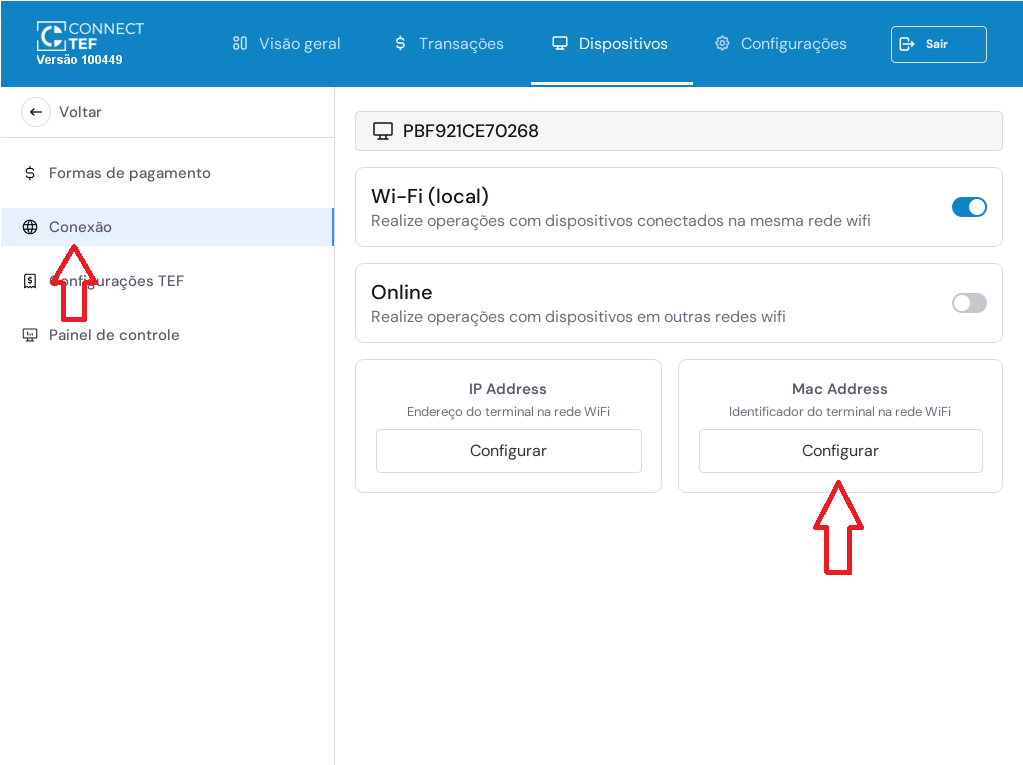 CONNECT
TEF
Versão 100449
Visão geral
Transações
Dispositivos
Configurações
Sair
Voltar
Formas de pagamento
Conexão
Configurações TEF
Painel de controle
PBF921CE70268
Wi-Fi (local)
Realize operações com dispositivos conectados na mesma rede wifi
Online
Realize operações com dispositivos em outras redes wifi
IP Address
Endereço do terminal na rede WiFi
Configurar
Mac Address
Identificador do terminal na rede WiFi
Configurar